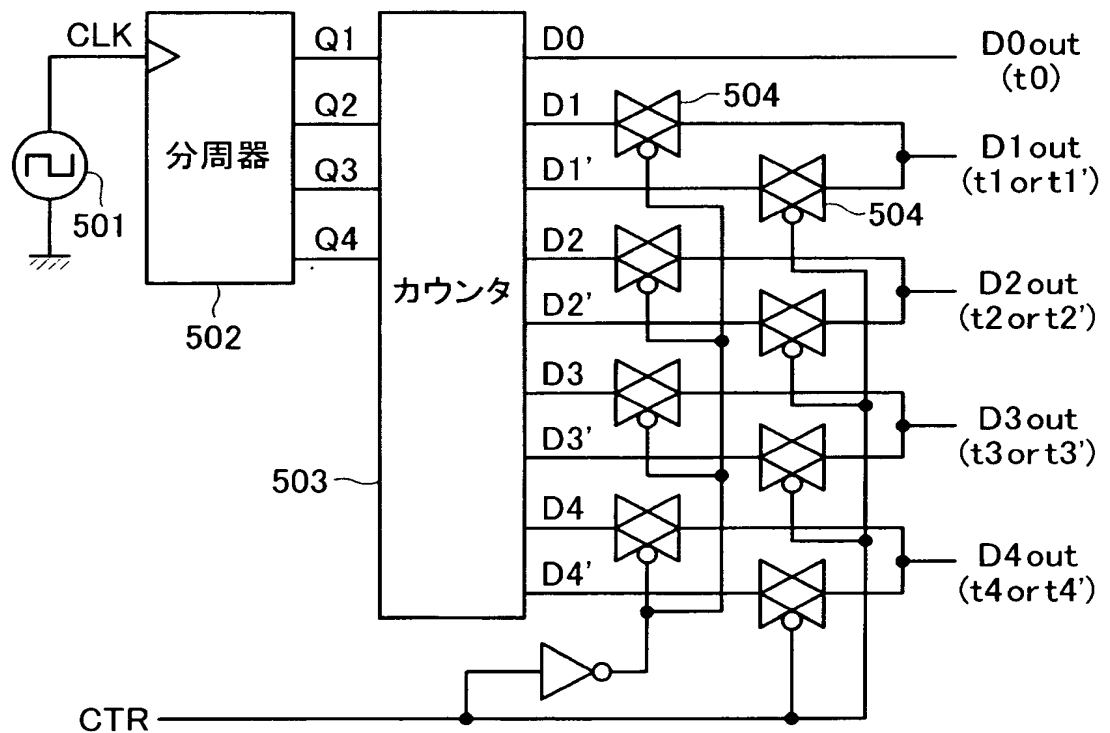 CLK
501
分周器
502
Q1
Q2
Q3
Q4
カウンタ
503
D0
D1
D1'
D2
D2'
D3
D3'
D4
D4'
504
504
D0out
(t0)
D1out
(t1ort1')
D2out
(t2ort2')
D3out
(t3ort3')
D4out
(t4ort4')
CTR